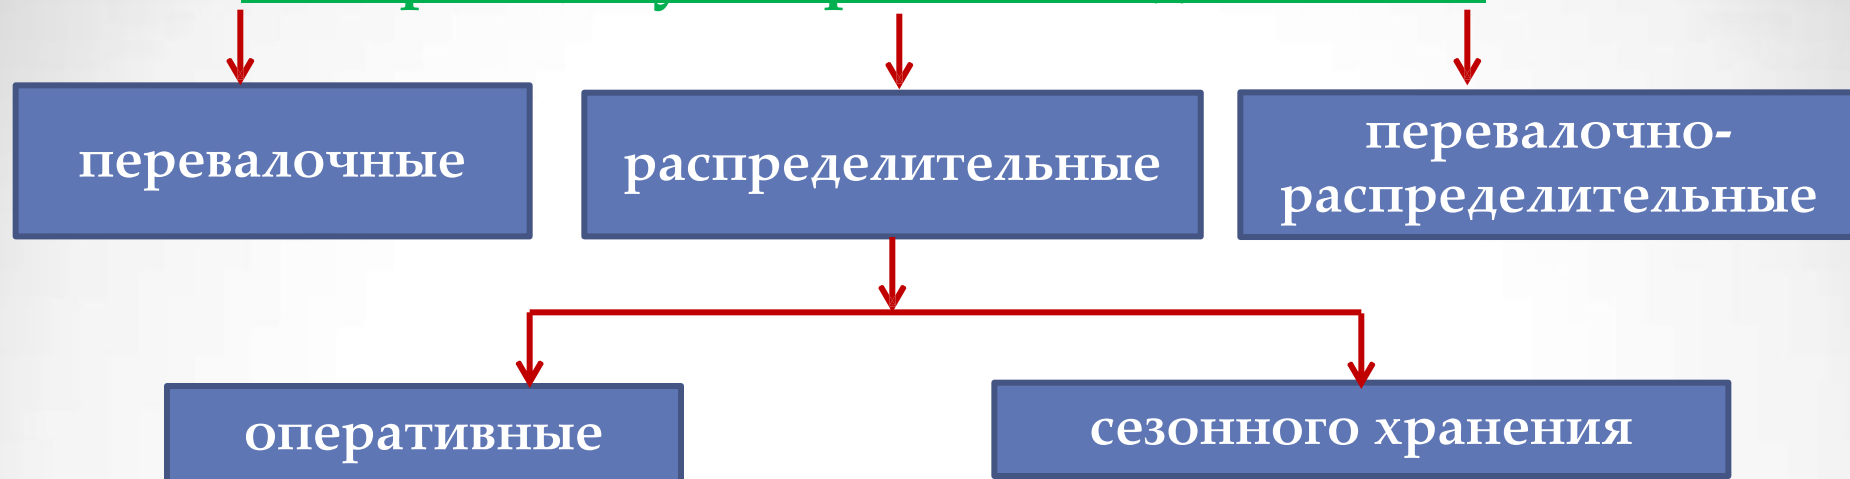 перевалочные
распределительные
перевалочно-
распределительные
оперативные
сезонного хранения